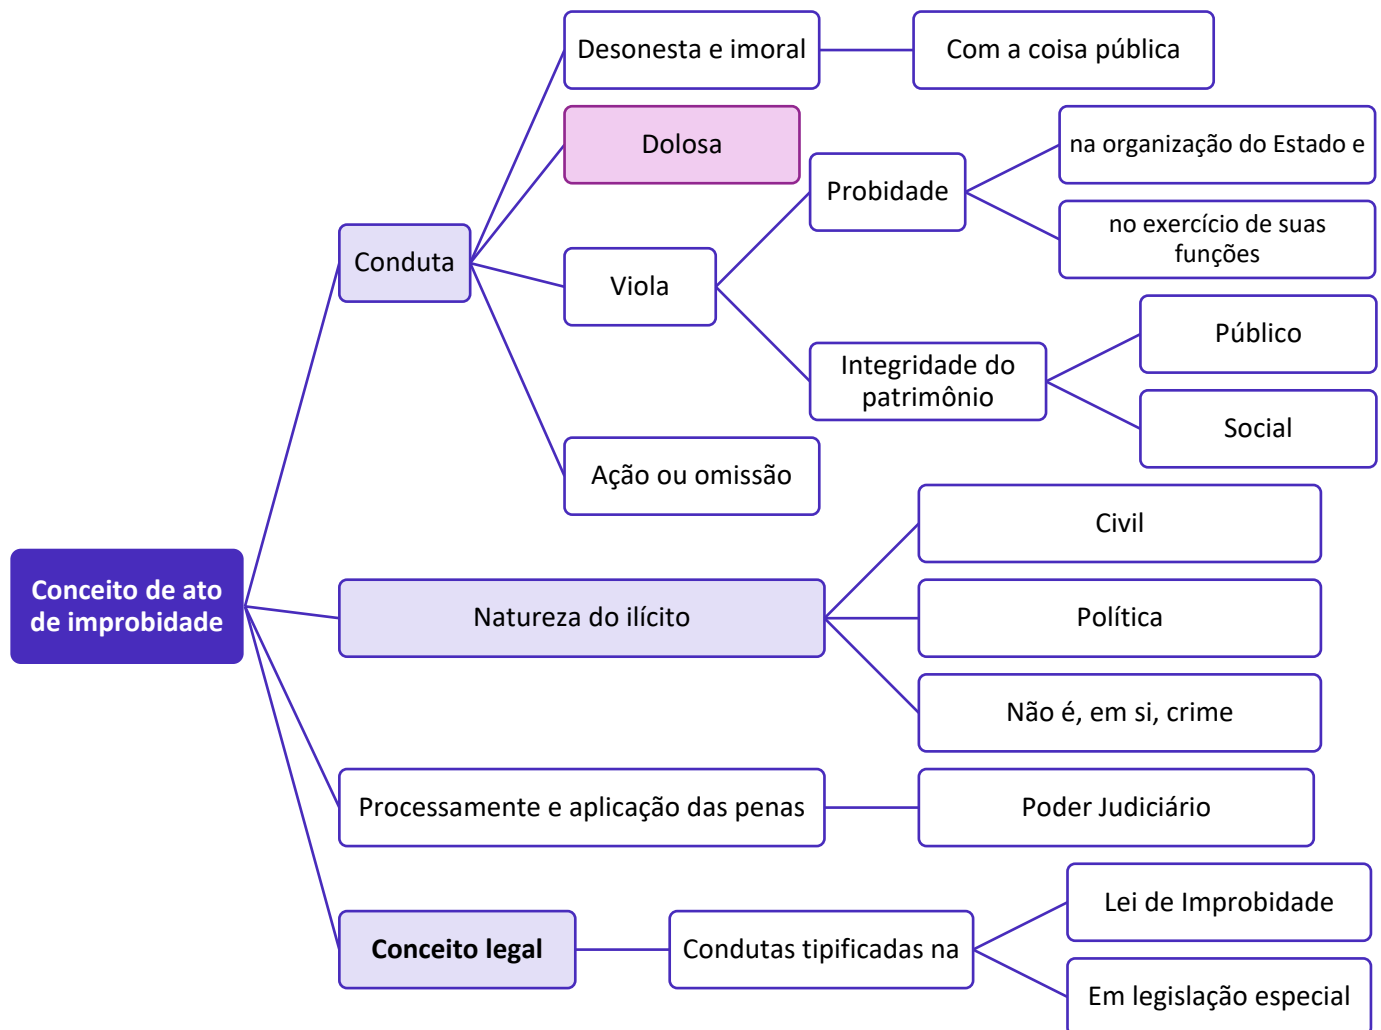 Desonesta e imoral
Com a coisa pública
Dolosa
na organização do Estado e
Probidade
no exercício de suas
funções
Conduta
Viola
Público
Integridade do
patrimônio
Social
Ação ou omissão
Civil
Conceito de ato
de improbidade
Natureza do ilícito
Política
Não é, em si, crime
Processamente e aplicação das penas
Poder Judiciário
Lei de Improbidade
Conceito legal
Condutas tipificadas na
Em legislação especial